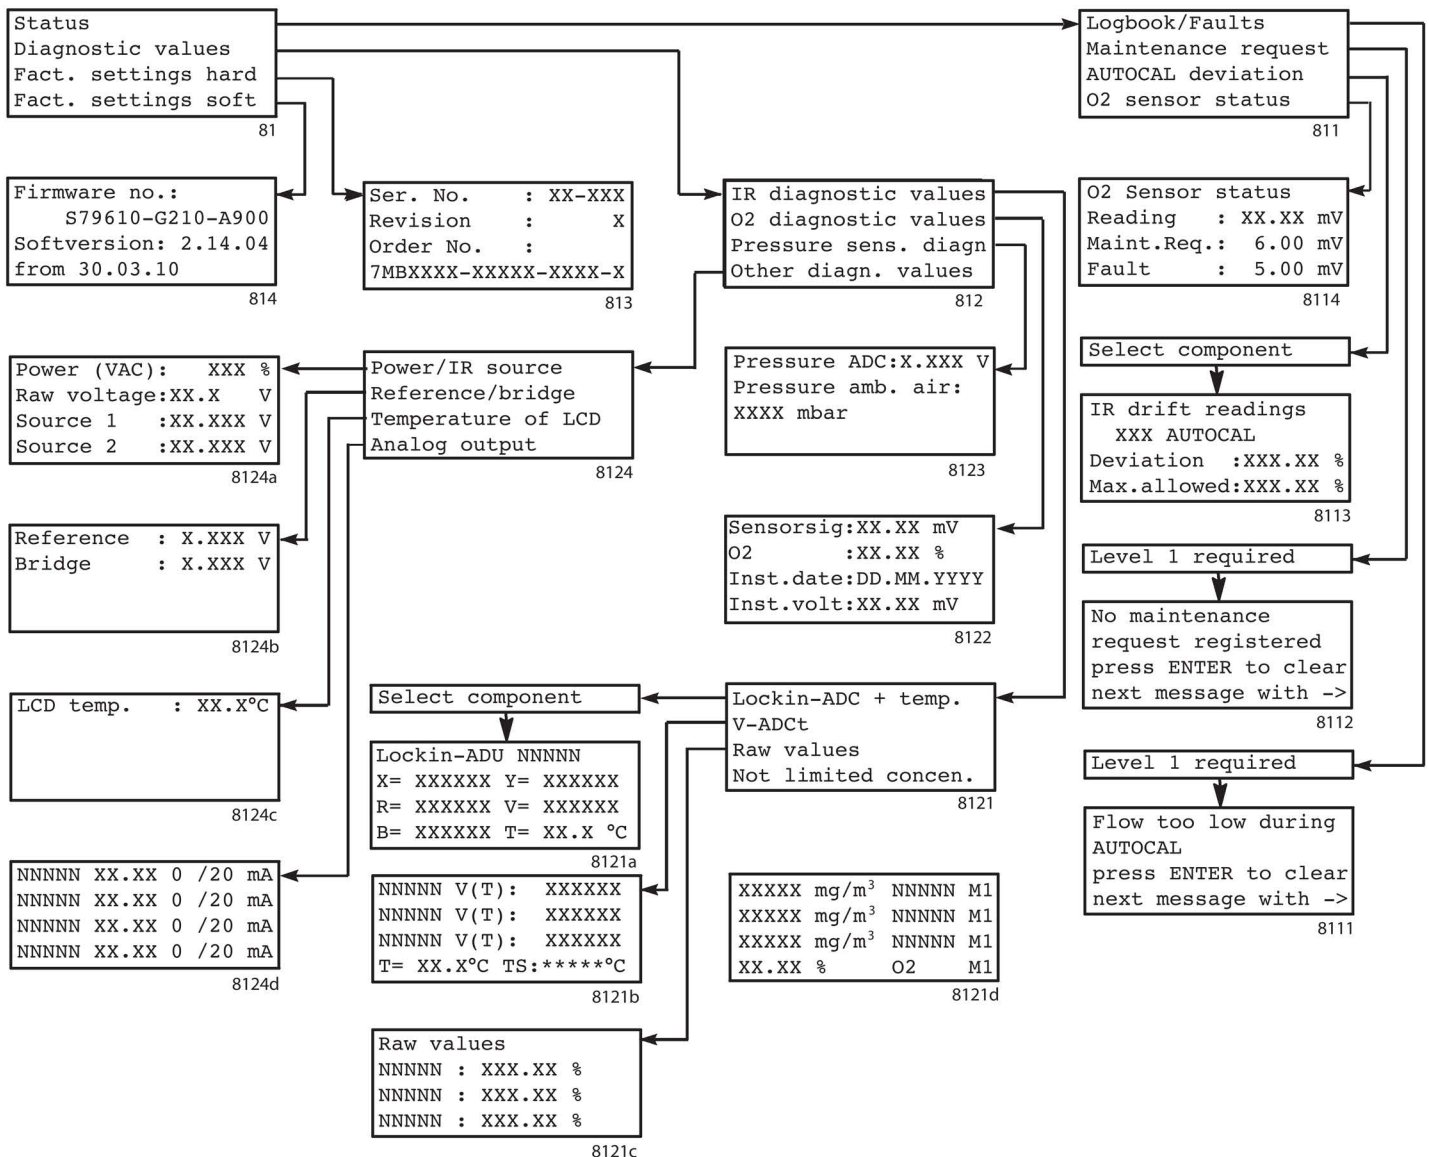 Status
Diagnostic values
Fact. settings hard
Fact. settings soft
81
Logbook/Faults
Maintenance request
AUTOCAL deviation
O2 sensor status
811
Firmware no.:
S79610-G210-A900
Softversion: 2.14.04
from 30.03.10
814
Ser. No. : XX-XXX
Revision : X
Order No. :
7MBXXXX-XXXXX-XXXX-X
813
IR diagnostic values
O2 diagnostic values
Pressure sens. diagn
Other diagn. values
812
O2 Sensor status
Reading : XX.XX mV
Maint.Req.: 6.00 mV
Fault : 5.00 mV
8114
Power (VAC): XXX %
Raw voltage:XX.X V
Source 1 :XX.XXX V
Source 2 :XX.XXX V
8124a
Power/IR source
Reference/bridge
Temperature of LCD
Analog output
8124
Pressure ADC:X.XXX V
Pressure amb. air:
XXXX mbar
8123
Select component
IR drift readings
XXX AUTOCAL
Deviation :XXX.XX %
Max.allowed:XXX.XX %
8113
Reference : X.XXX V
Bridge : X.XXX V
8124b
Sensorsig:XX.XX mV
O2 :XX.XX %
Inst.date:DD.MM.YYYY
Inst.volt:XX.XX mV
8122
Level 1 required
No maintenance
request registered
press ENTER to clear
next message with ->
8112
LCD temp. : XX.X°C
8124c
Select component
Lockin-ADU NNNNN
X= XXXXXX Y= XXXXXX
R= XXXXXX V= XXXXXX
B= XXXXXX T= XX.X °C
8121a
Lockin-ADC + temp.
V-ADCt
Raw values
Not limited concen.
8121
Level 1 required
Flow too low during
AUTOCAL
press ENTER to clear
next message with ->
8111
NNNNN XX.XX 0 /20 mA
NNNNN XX.XX 0 /20 mA
NNNNN XX.XX 0 /20 mA
NNNNN XX.XX 0 /20 mA
8124d
NNNNN V(T): XXXXXX
NNNNN V(T): XXXXXX
NNNNN V(T): XXXXXX
T= XX.X°C TS:*****°C
8121b
XXXXX mg/m³ NNNNN M1
XXXXX mg/m³ NNNNN M1
XXXXX mg/m³ NNNNN M1
XX.XX % O2 M1
8121d
Raw values
NNNNN : XXX.XX %
NNNNN : XXX.XX %
NNNNN : XXX.XX %
8121c